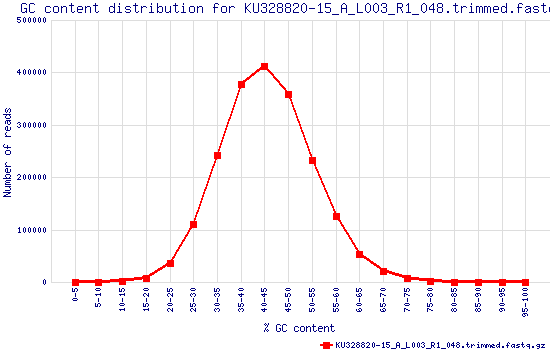 GC content distribution for KU328820-15_A_L003_R1_048.trimmed.fastq
Number of reads
500000
400000
300000
200000
100000
0
0-5 5-10 10-15 15-20 20-25 25-30 30-35 35-40 40-45 45-50 50-55 55-60 60-65 65-70 70-75 75-80 80-85 85-90 90-95 95-100
% GC content
KU328820-15_A_L003_R1_048.trimmed.fastq.gz